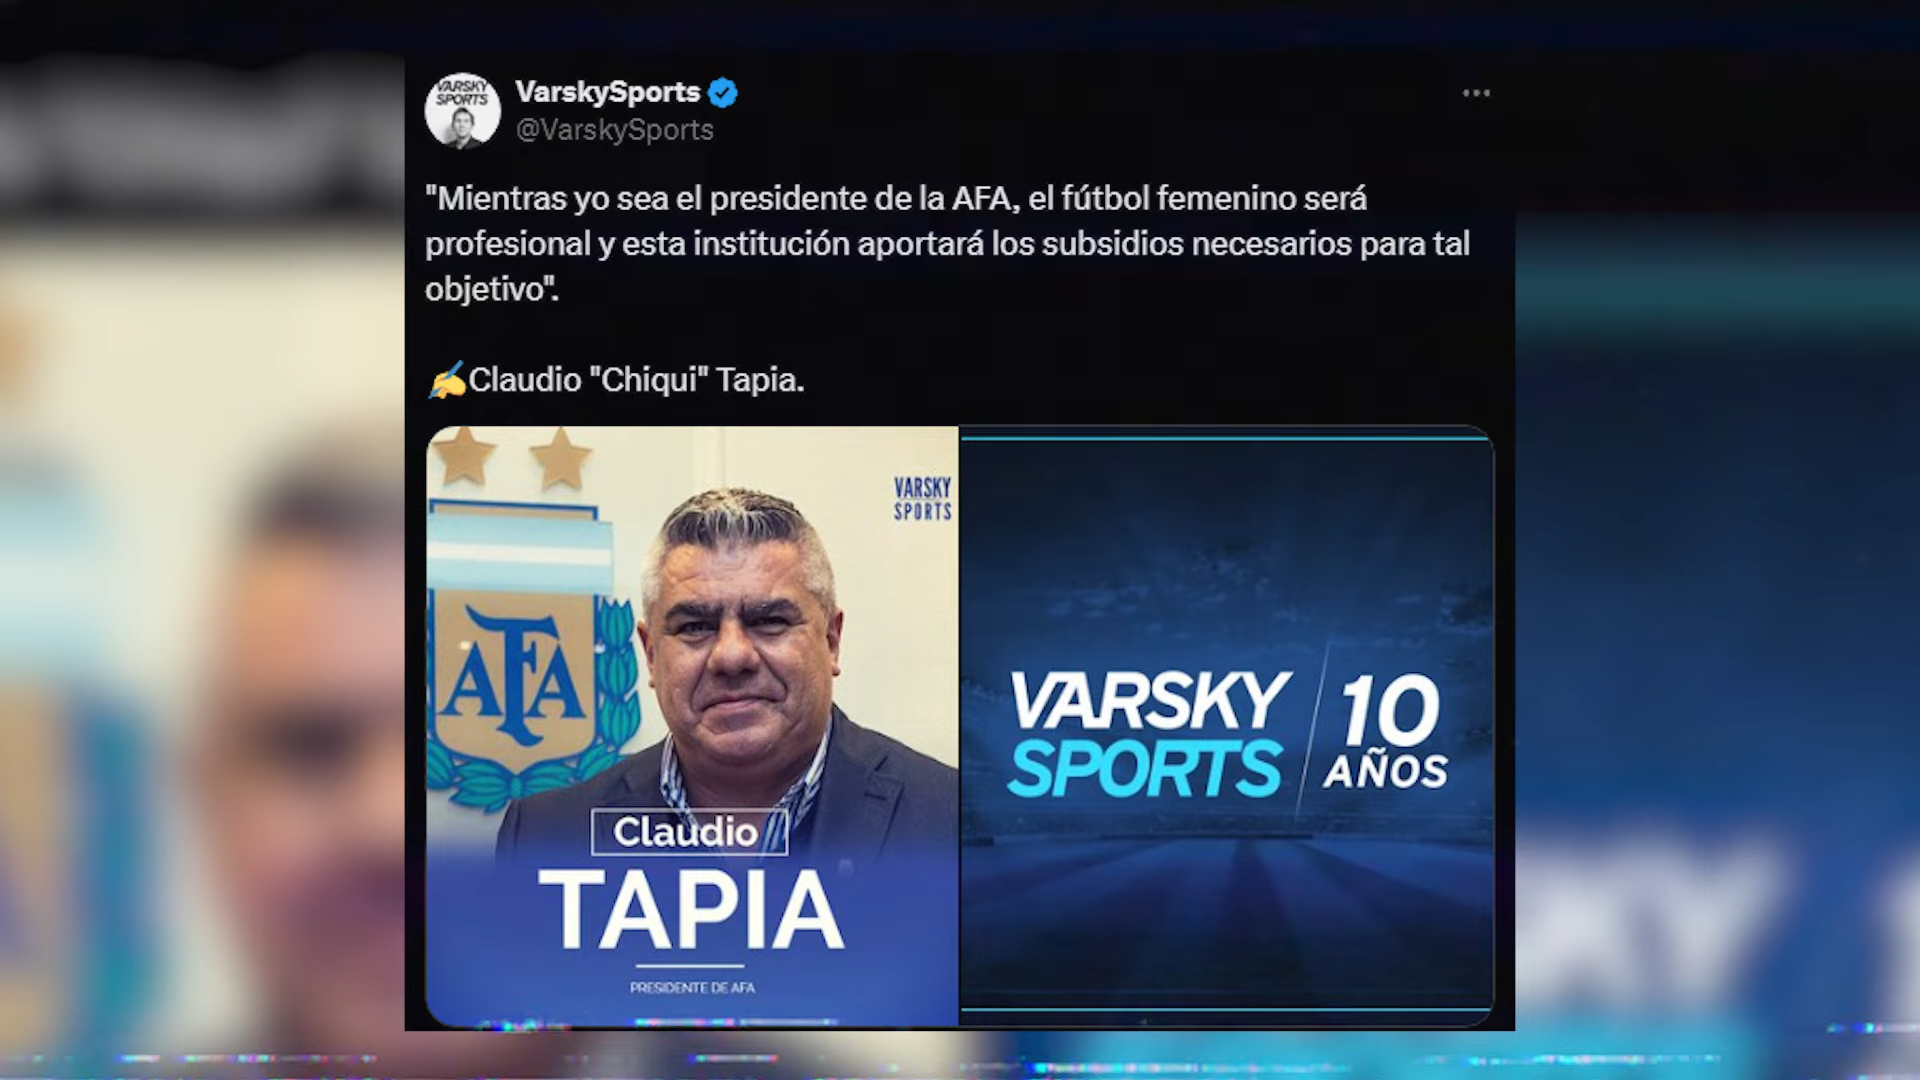 VARSKY
SPORTS
VarskySports
@VarskySports
"Mientras yo sea el presidente de la AFA, el fútbol femenino será
profesional y esta institución aportará los subsidios necesarios para tal
objetivo".
✍️Claudio "Chiqui" Tapia.
VARSKY
SPORTS
AFA
Claudio
TAPIA
PRESIDENTE DE AFA
VARSKY
SPORTS
10
AÑOS